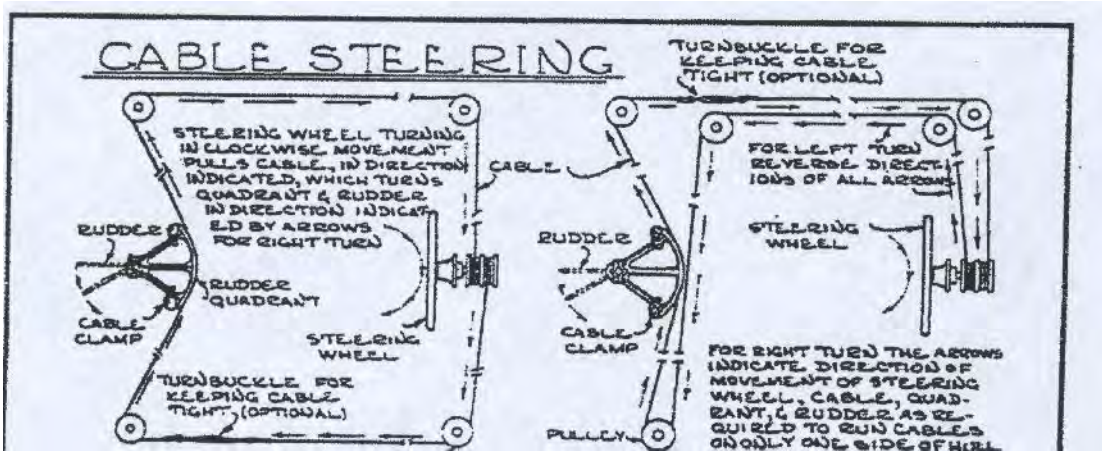 CABLE STEERING
TURNBUCKLE FOR
KEEPING CABLE
TIGHT (OPTIONAL)
STEERING WHEEL TURNING
IN CLOCKWISE MOVEMENT
PULLS CABLE, IN DIRECTION
INDICATED, WHICH TURNS
QUADRANT & RUDDER
IN DIRECTION INDICAT-
ED BY ARROWS
FOR RIGHT TURN
CABLE
FOR LEFT TURN
REVERSE DIRECT-
IONS OF ALL ARROWS
RUDDER
RUDDER
QUADRANT
CABLE
CLAMP
STEERING
WHEEL
TURNBUCKLE FOR
KEEPING CABLE
TIGHT (OPTIONAL)
RUDDER
STEERING
WHEEL
CABLE
CLAMP
PULLEY
FOR RIGHT TURN THE ARROWS
INDICATE DIRECTION OF
MOVEMENT OF STEERING
WHEEL, CABLE, QUAD-
RANT, & RUDDER AS RE-
QUIRED TO RUN CABLES
ON ONLY ONE SIDE OF HULL